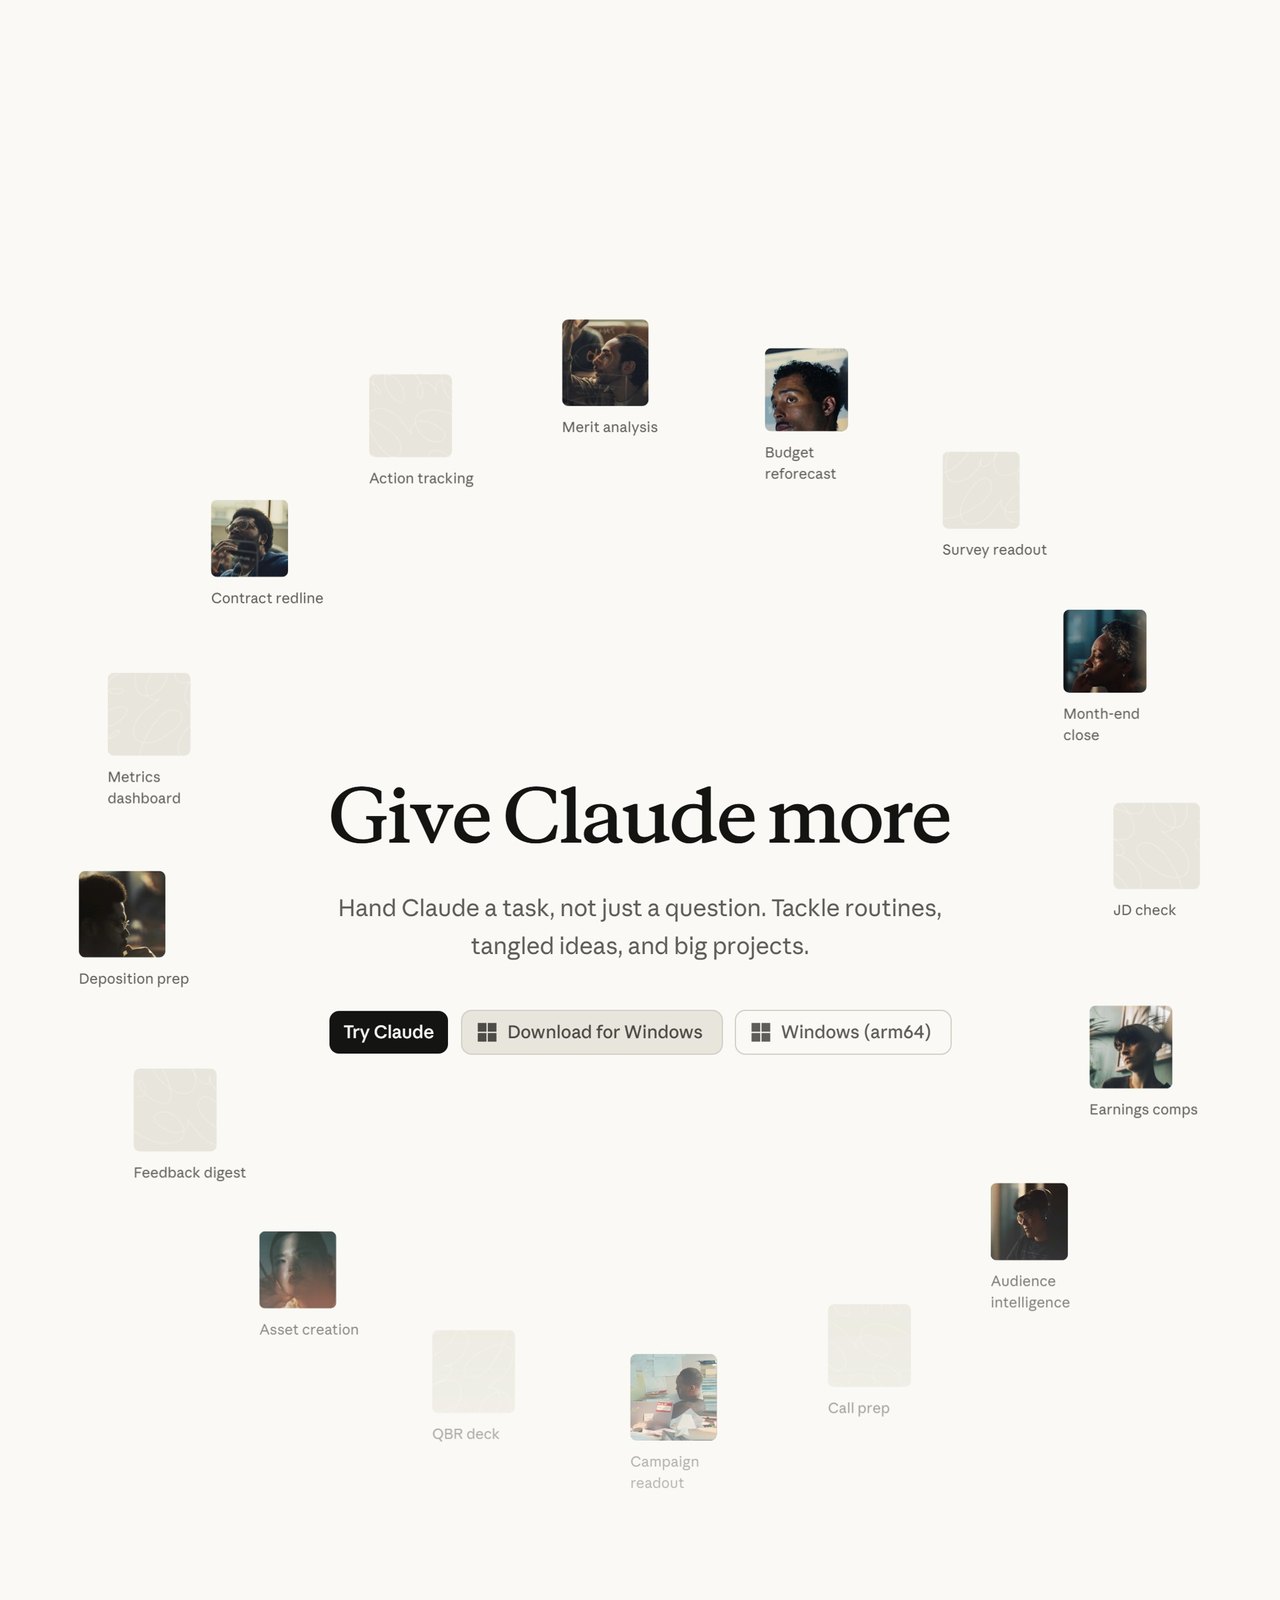 Merit analysis
Budget
reforecast
Action tracking
Survey readout
Contract redline
Month-end
close
Metrics
dashboard
Give Claude more
Hand Claude a task, not just a question. Tackle routines,
tangled ideas, and big projects.
JD check
Deposition prep
Try Claude
Download for Windows
Windows (arm64)
Earnings comps
Feedback digest
Audience
intelligence
Asset creation
Call prep
QBR deck
Campaign
readout